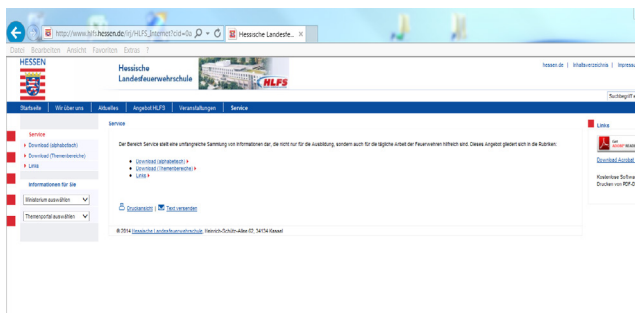 http://www.hlfs.hessen.de/irj/HLFS_Internet?cid=0a
Hessische Landesfe...
Datei Bearbeiten Ansicht Favoriten Extras ?
HESSEN
Hessische
Landesfeuerwehrschule
HLFS
hessen.de | Inhaltsverzeichnis | Impressu
Suchbegriff e
Startseite | Wir über uns | Aktuelles | Angebot HLFS | Veranstaltungen | Service
Service
Download (alphabetisch)
Download (Themenbereiche)
Links
Informationen für Sie
Ministerium auswählen
Themenportal auswählen
Service
Der Bereich Service stellt eine umfangreiche Sammlung von Informationen dar, die nicht nur für die Ausbildung, sondern auch für die tägliche Arbeit der Feuerwehren hilfreich sind. Dieses Angebot gliedert sich in die Rubriken:
Download (alphabetisch)
Download (Themenbereiche)
Links
Druckansicht | Text versenden
© 2014 Hessische Landesfeuerwehrschule, Heinrich-Schütz-Allee 62, 34134 Kassel
Links
Download Acrobat
Kostenlose Softwa
Drucken von PDF-D